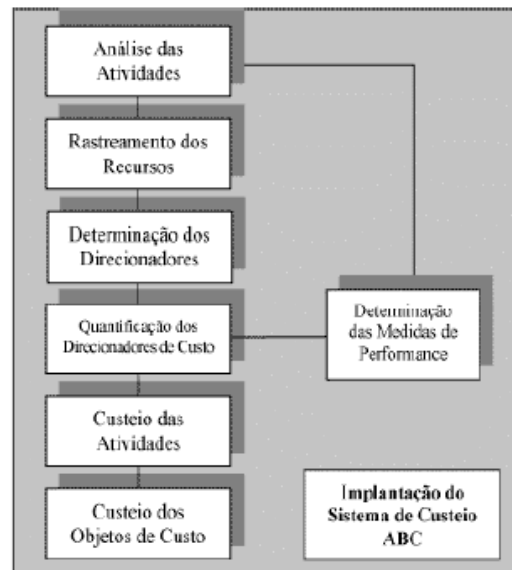 Análise das
Atividades
Rastreamento dos
Recursos
Determinação dos
Direcionadores
Quantificação dos
Direcionadores de Custo
Determinação
das Medidas de
Performance
Custeio das
Atividades
Custeio dos
Objetos de Custo
Implantação do
Sistema de Custeio
ABC